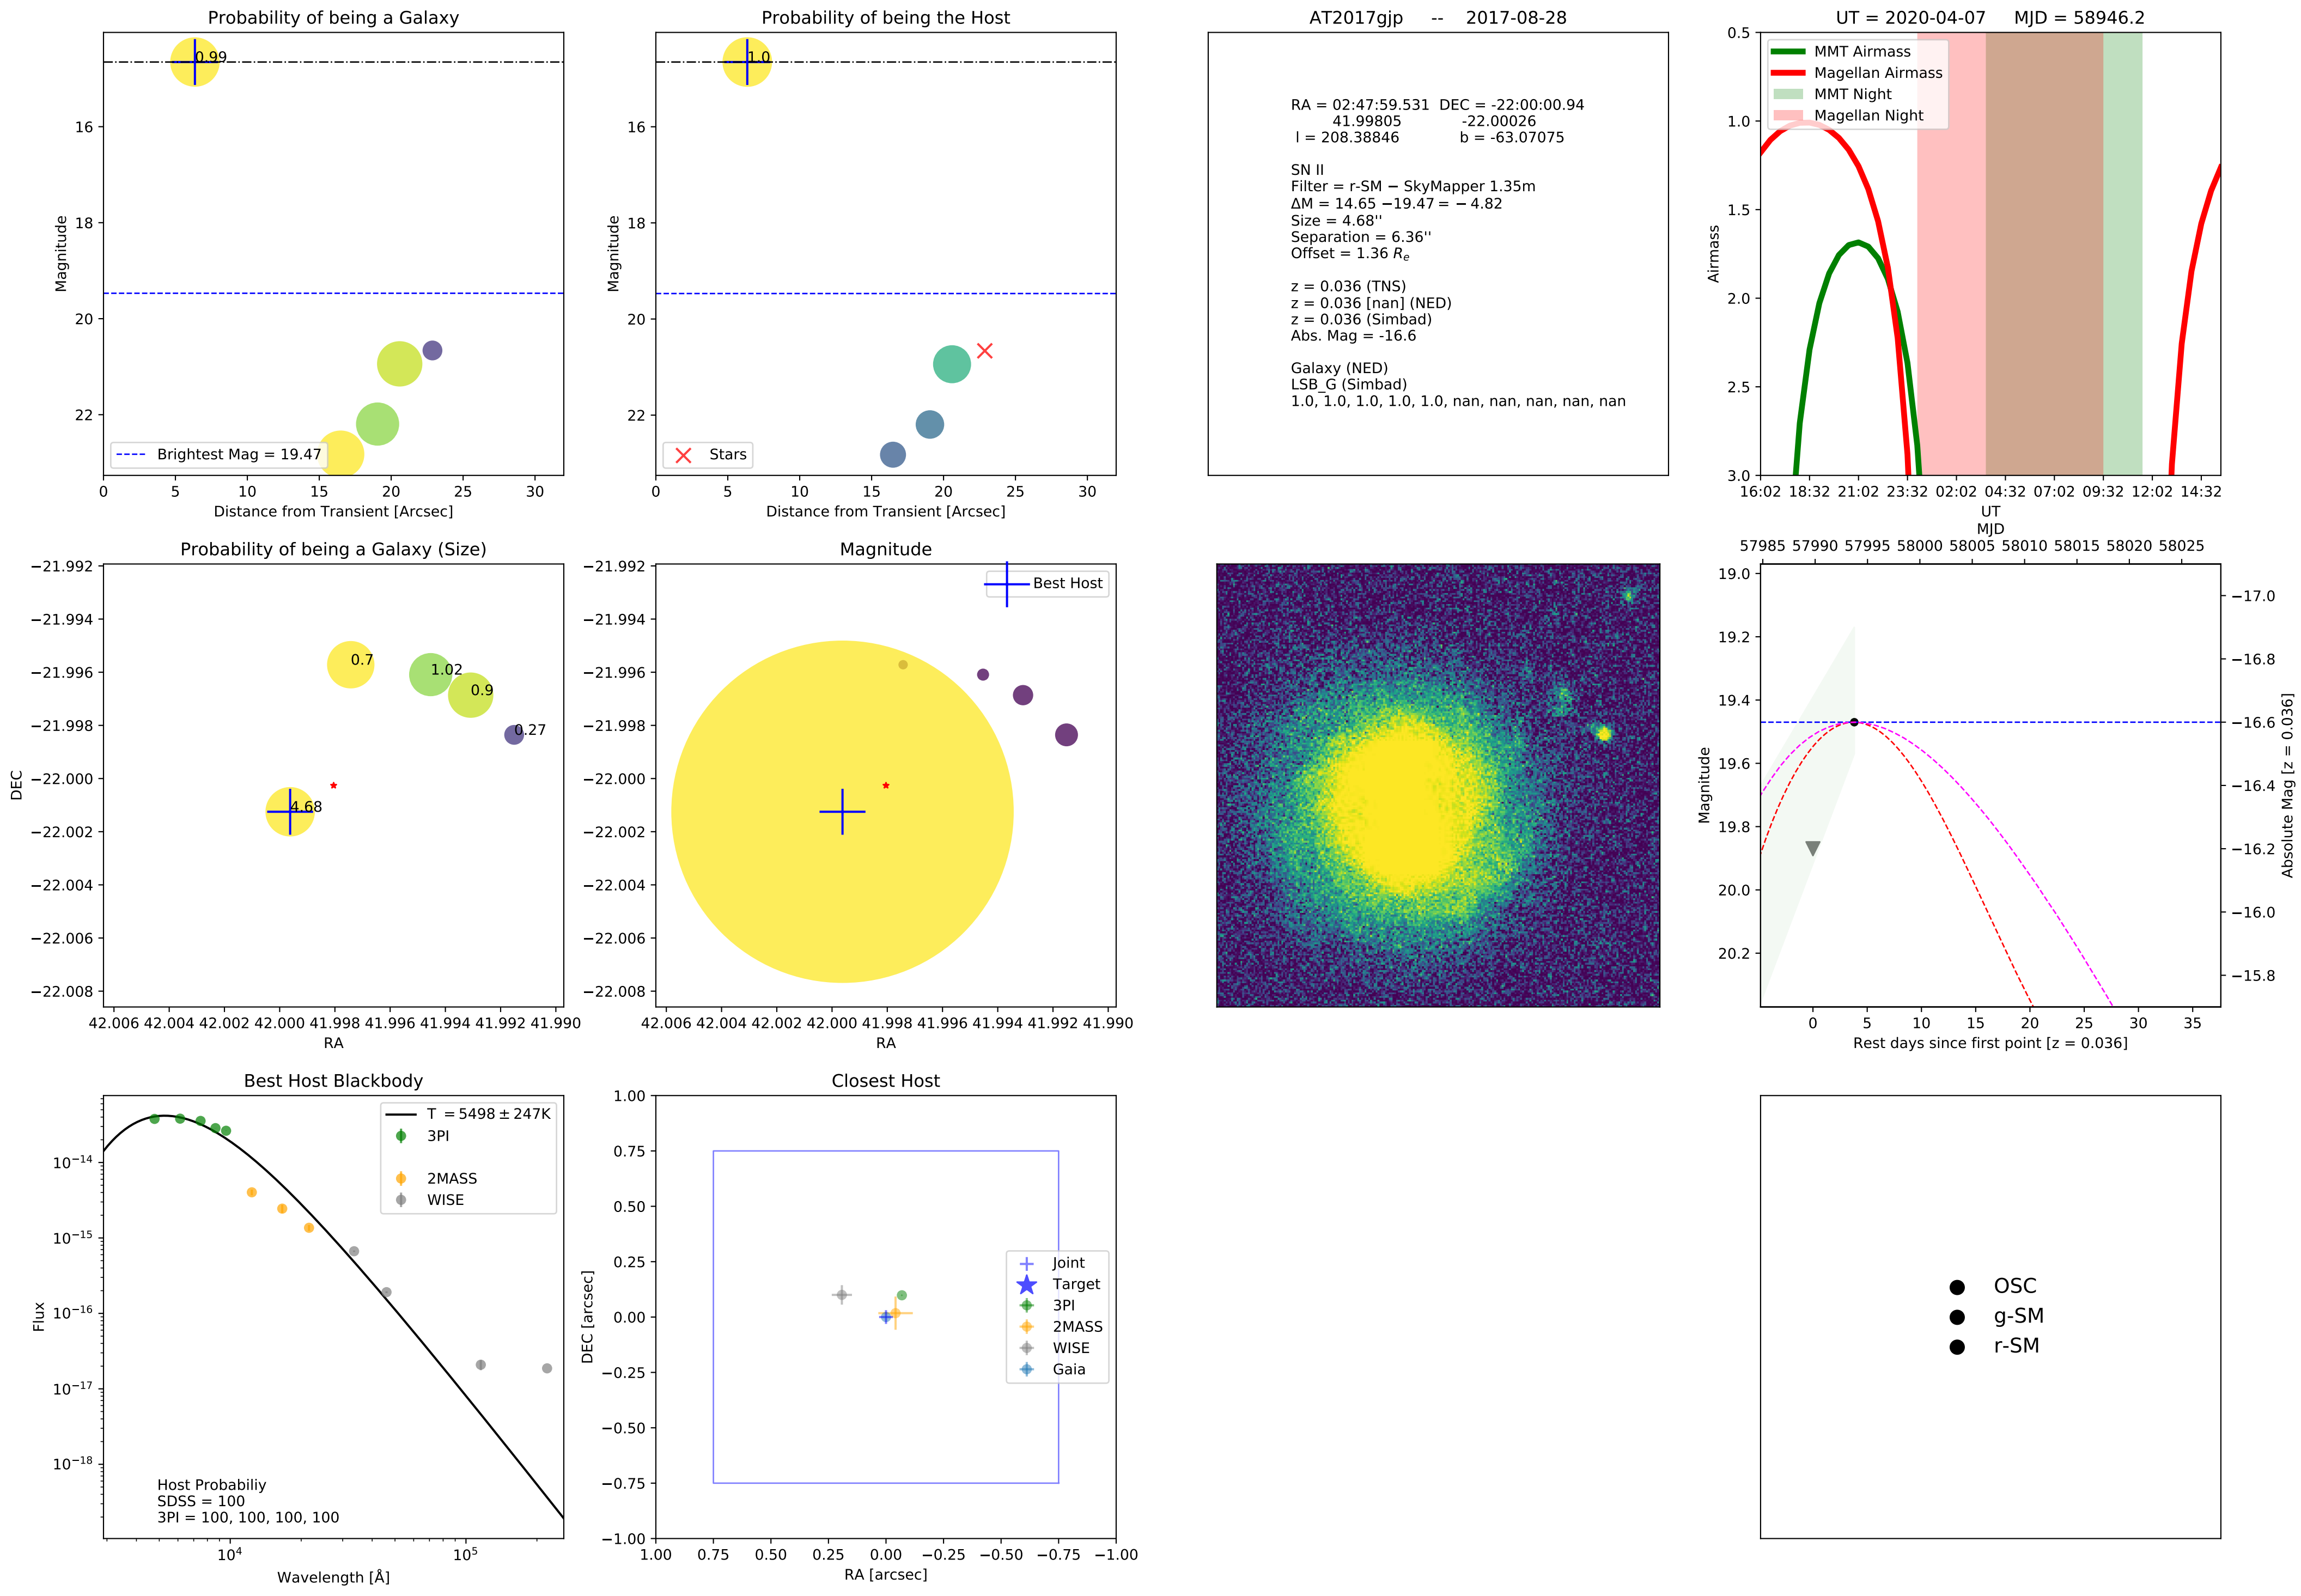 Probability of being a Galaxy
0.99
Magnitude
16
18
20
22
Brightest Mag = 19.47
0 5 10 15 20 25 30
Distance from Transient [Arcsec]
Probability of being the Host
1.0
Magnitude
16
18
20
22
Stars
0 5 10 15 20 25 30
Distance from Transient [Arcsec]
AT2017gjp -- 2017-08-28
RA = 02:47:59.531 DEC = -22:00:00.94
41.99805 -22.00026
l = 208.38846 b = -63.07075
SN II
Filter = r-SM − SkyMapper 1.35m
ΔM = 14.65 −19.47 = −4.82
Size = 4.68''
Separation = 6.36''
Offset = 1.36 Re
z = 0.036 (TNS)
z = 0.036 [nan] (NED)
z = 0.036 (Simbad)
Abs. Mag = -16.6
Galaxy (NED)
LSB_G (Simbad)
1.0, 1.0, 1.0, 1.0, 1.0, nan, nan, nan, nan, nan
UT = 2020-04-07 MJD = 58946.2
MMT Airmass
Magellan Airmass
MMT Night
Magellan Night
Airmass
0.5
1.0
1.5
2.0
2.5
3.0
16:02 18:32 21:02 23:32 02:02 04:32 07:02 09:32 12:02 14:32
UT
Probability of being a Galaxy (Size)
0.7
1.02
0.9
0.27
4.68
DEC
−21.992
−21.994
−21.996
−21.998
−22.000
−22.002
−22.004
−22.006
−22.008
42.006 42.004 42.002 42.000 41.998 41.996 41.994 41.992 41.990
RA
Magnitude
Best Host
−21.992
−21.994
−21.996
−21.998
−22.000
−22.002
−22.004
−22.006
−22.008
42.006 42.004 42.002 42.000 41.998 41.996 41.994 41.992 41.990
RA
MJD
57985 57990 57995 58000 58005 58010 58015 58020 58025
Magnitude
19.0
19.2
19.4
19.6
19.8
20.0
20.2
−17.0
−16.8
−16.6
−16.4
−16.2
−16.0
−15.8
Absolute Mag [z = 0.036]
0 5 10 15 20 25 30 35
Rest days since first point [z = 0.036]
Best Host Blackbody
T = 5498 ± 247K
3PI
2MASS
WISE
Flux
10−14
10−15
10−16
10−17
10−18
Host Probabiliy
SDSS = 100
3PI = 100, 100, 100, 100
104 105
Wavelength [Å]
Closest Host
DEC [arcsec]
1.00
0.75
0.50
0.25
0.00
−0.25
−0.50
−0.75
−1.00
Joint
Target
3PI
2MASS
WISE
Gaia
1.00 0.75 0.50 0.25 0.00 −0.25 −0.50 −0.75 −1.00
RA [arcsec]
OSC
g-SM
r-SM